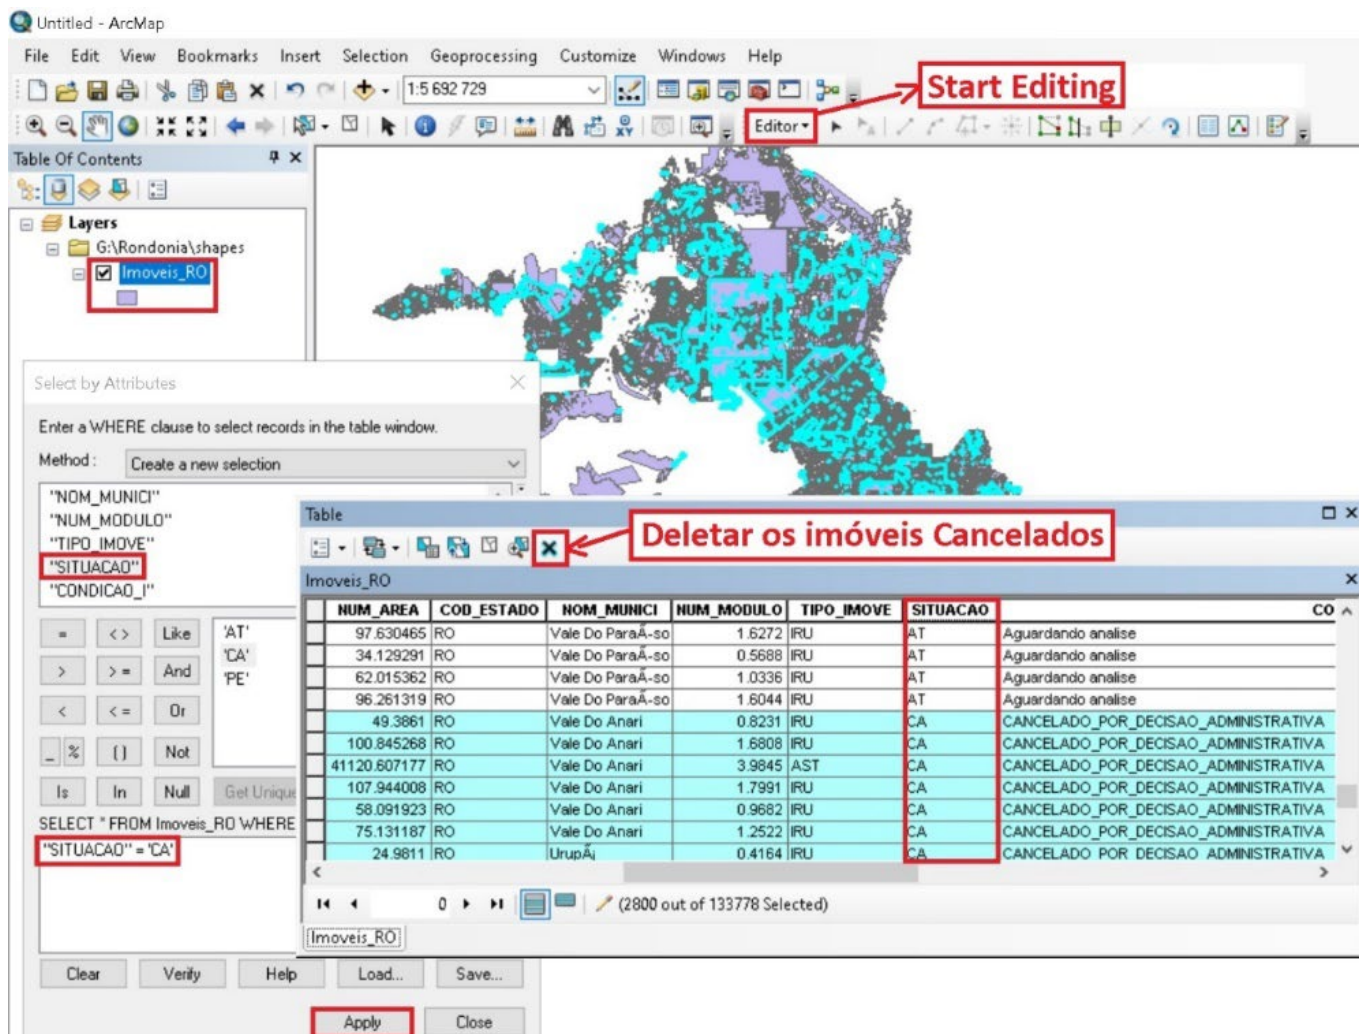 Untitled - ArcMap
File Edit View Bookmarks Insert Selection Geoprocessing Customize Windows Help
1:5 692 729
Start Editing
Editor
Table Of Contents
Layers
G:\Rondonia\shapes
Imoveis_RO
Select by Attributes
Enter a WHERE clause to select records in the table window.
Method : Create a new selection
"NOM_MUNICI"
"NUM_MODULO"
"TIPO_IMOVE"
"SITUACAO"
"CONDICAO_I"
= <> Like 'AT'
'CA'
> > = And 'PE'
< < = Or
_ % () Not
Is In Null Get Unique
SELECT * FROM Imoveis_RO WHERE
"SITUACAO" = 'CA'
Clear Verify Help Load... Save...
Apply Close
Table
Deletar os imóveis Cancelados
Imoveis_RO
NUM_AREA COD_ESTADO NOM_MUNICI NUM_MODULO TIPO_IMOVE SITUACAO CO
97.630465 RO Vale Do ParaÃ-so 1.6272 IRU AT Aguardando analise
34.129291 RO Vale Do ParaÃ-so 0.5688 IRU AT Aguardando analise
62.015362 RO Vale Do ParaÃ-so 1.0336 IRU AT Aguardando analise
96.261319 RO Vale Do ParaÃ-so 1.6044 IRU AT Aguardando analise
49.3861 RO Vale Do Anari 0.8231 IRU CA CANCELADO_POR_DECISAO_ADMINISTRATIVA
100.845268 RO Vale Do Anari 1.6808 IRU CA CANCELADO_POR_DECISAO_ADMINISTRATIVA
41120.607177 RO Vale Do Anari 3.9845 AST CA CANCELADO_POR_DECISAO_ADMINISTRATIVA
107.944008 RO Vale Do Anari 1.7991 IRU CA CANCELADO_POR_DECISAO_ADMINISTRATIVA
58.091923 RO Vale Do Anari 0.9682 IRU CA CANCELADO_POR_DECISAO_ADMINISTRATIVA
75.131187 RO Vale Do Anari 1.2522 IRU CA CANCELADO_POR_DECISAO_ADMINISTRATIVA
24.9811 RO UrupÃ¡ 0.4164 IRU CA CANCELADO_POR_DECISAO_ADMINISTRATIVA
0 (2800 out of 133778 Selected)
Imoveis_RO